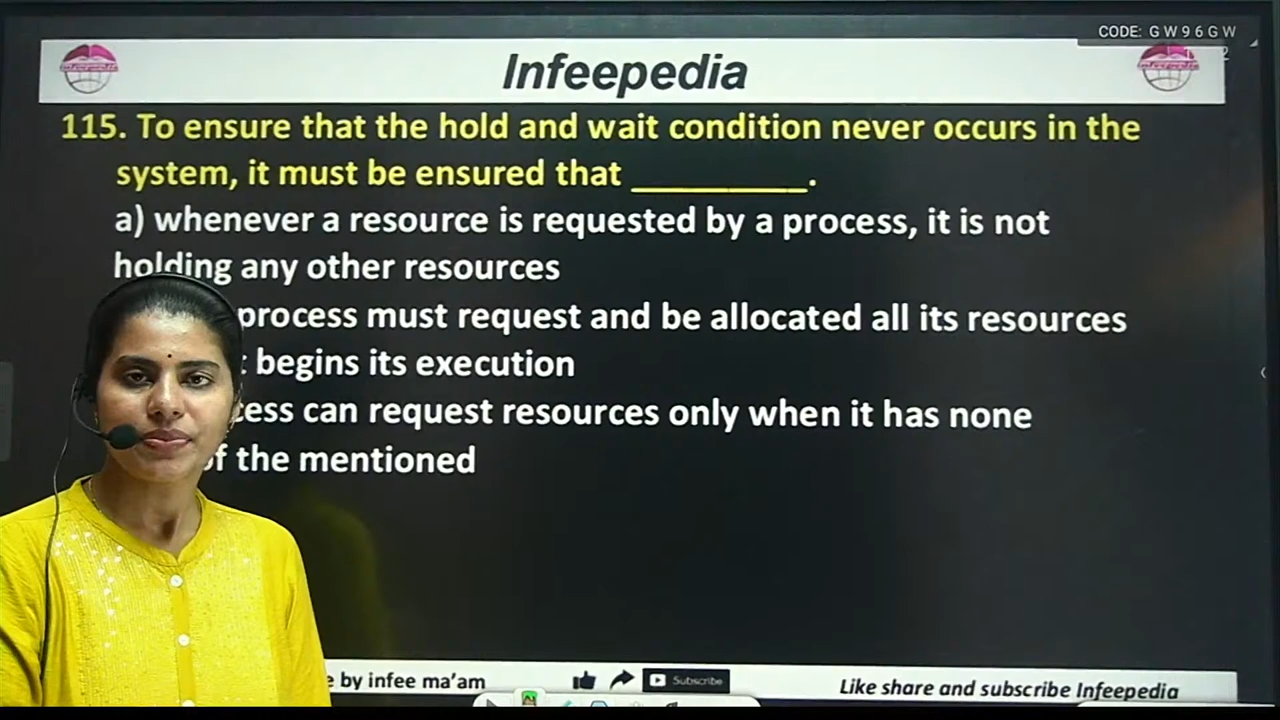 CODE: G W 9 6 G W
Infeepedia
115. To ensure that the hold and wait condition never occurs in the
system, it must be ensured that __________.
a) whenever a resource is requested by a process, it is not
holding any other resources
process must request and be allocated all its resources
begins its execution
can request resources only when it has none
of the mentioned
by infee ma'am
Subscribe
Like share and subscribe Infeepedia